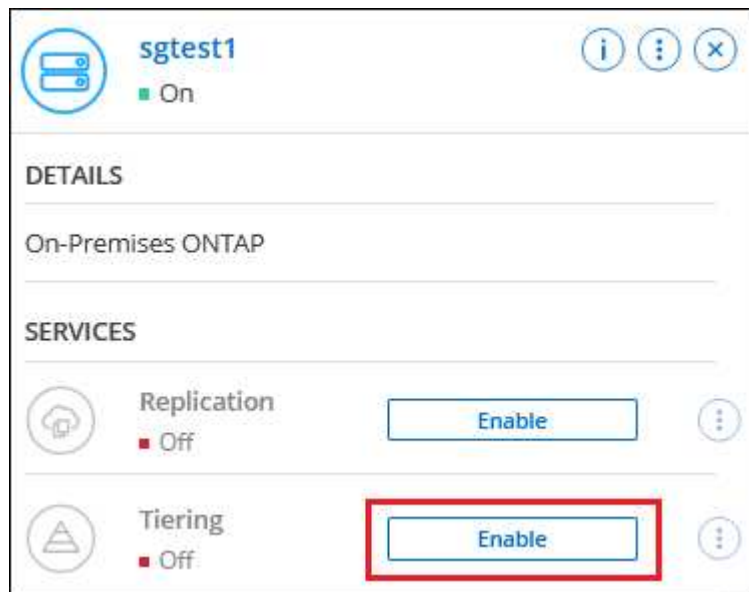 sgtest1
On
DETAILS
On-Premises ONTAP
SERVICES
Replication
Enable
Off
Tiering
Enable
Off